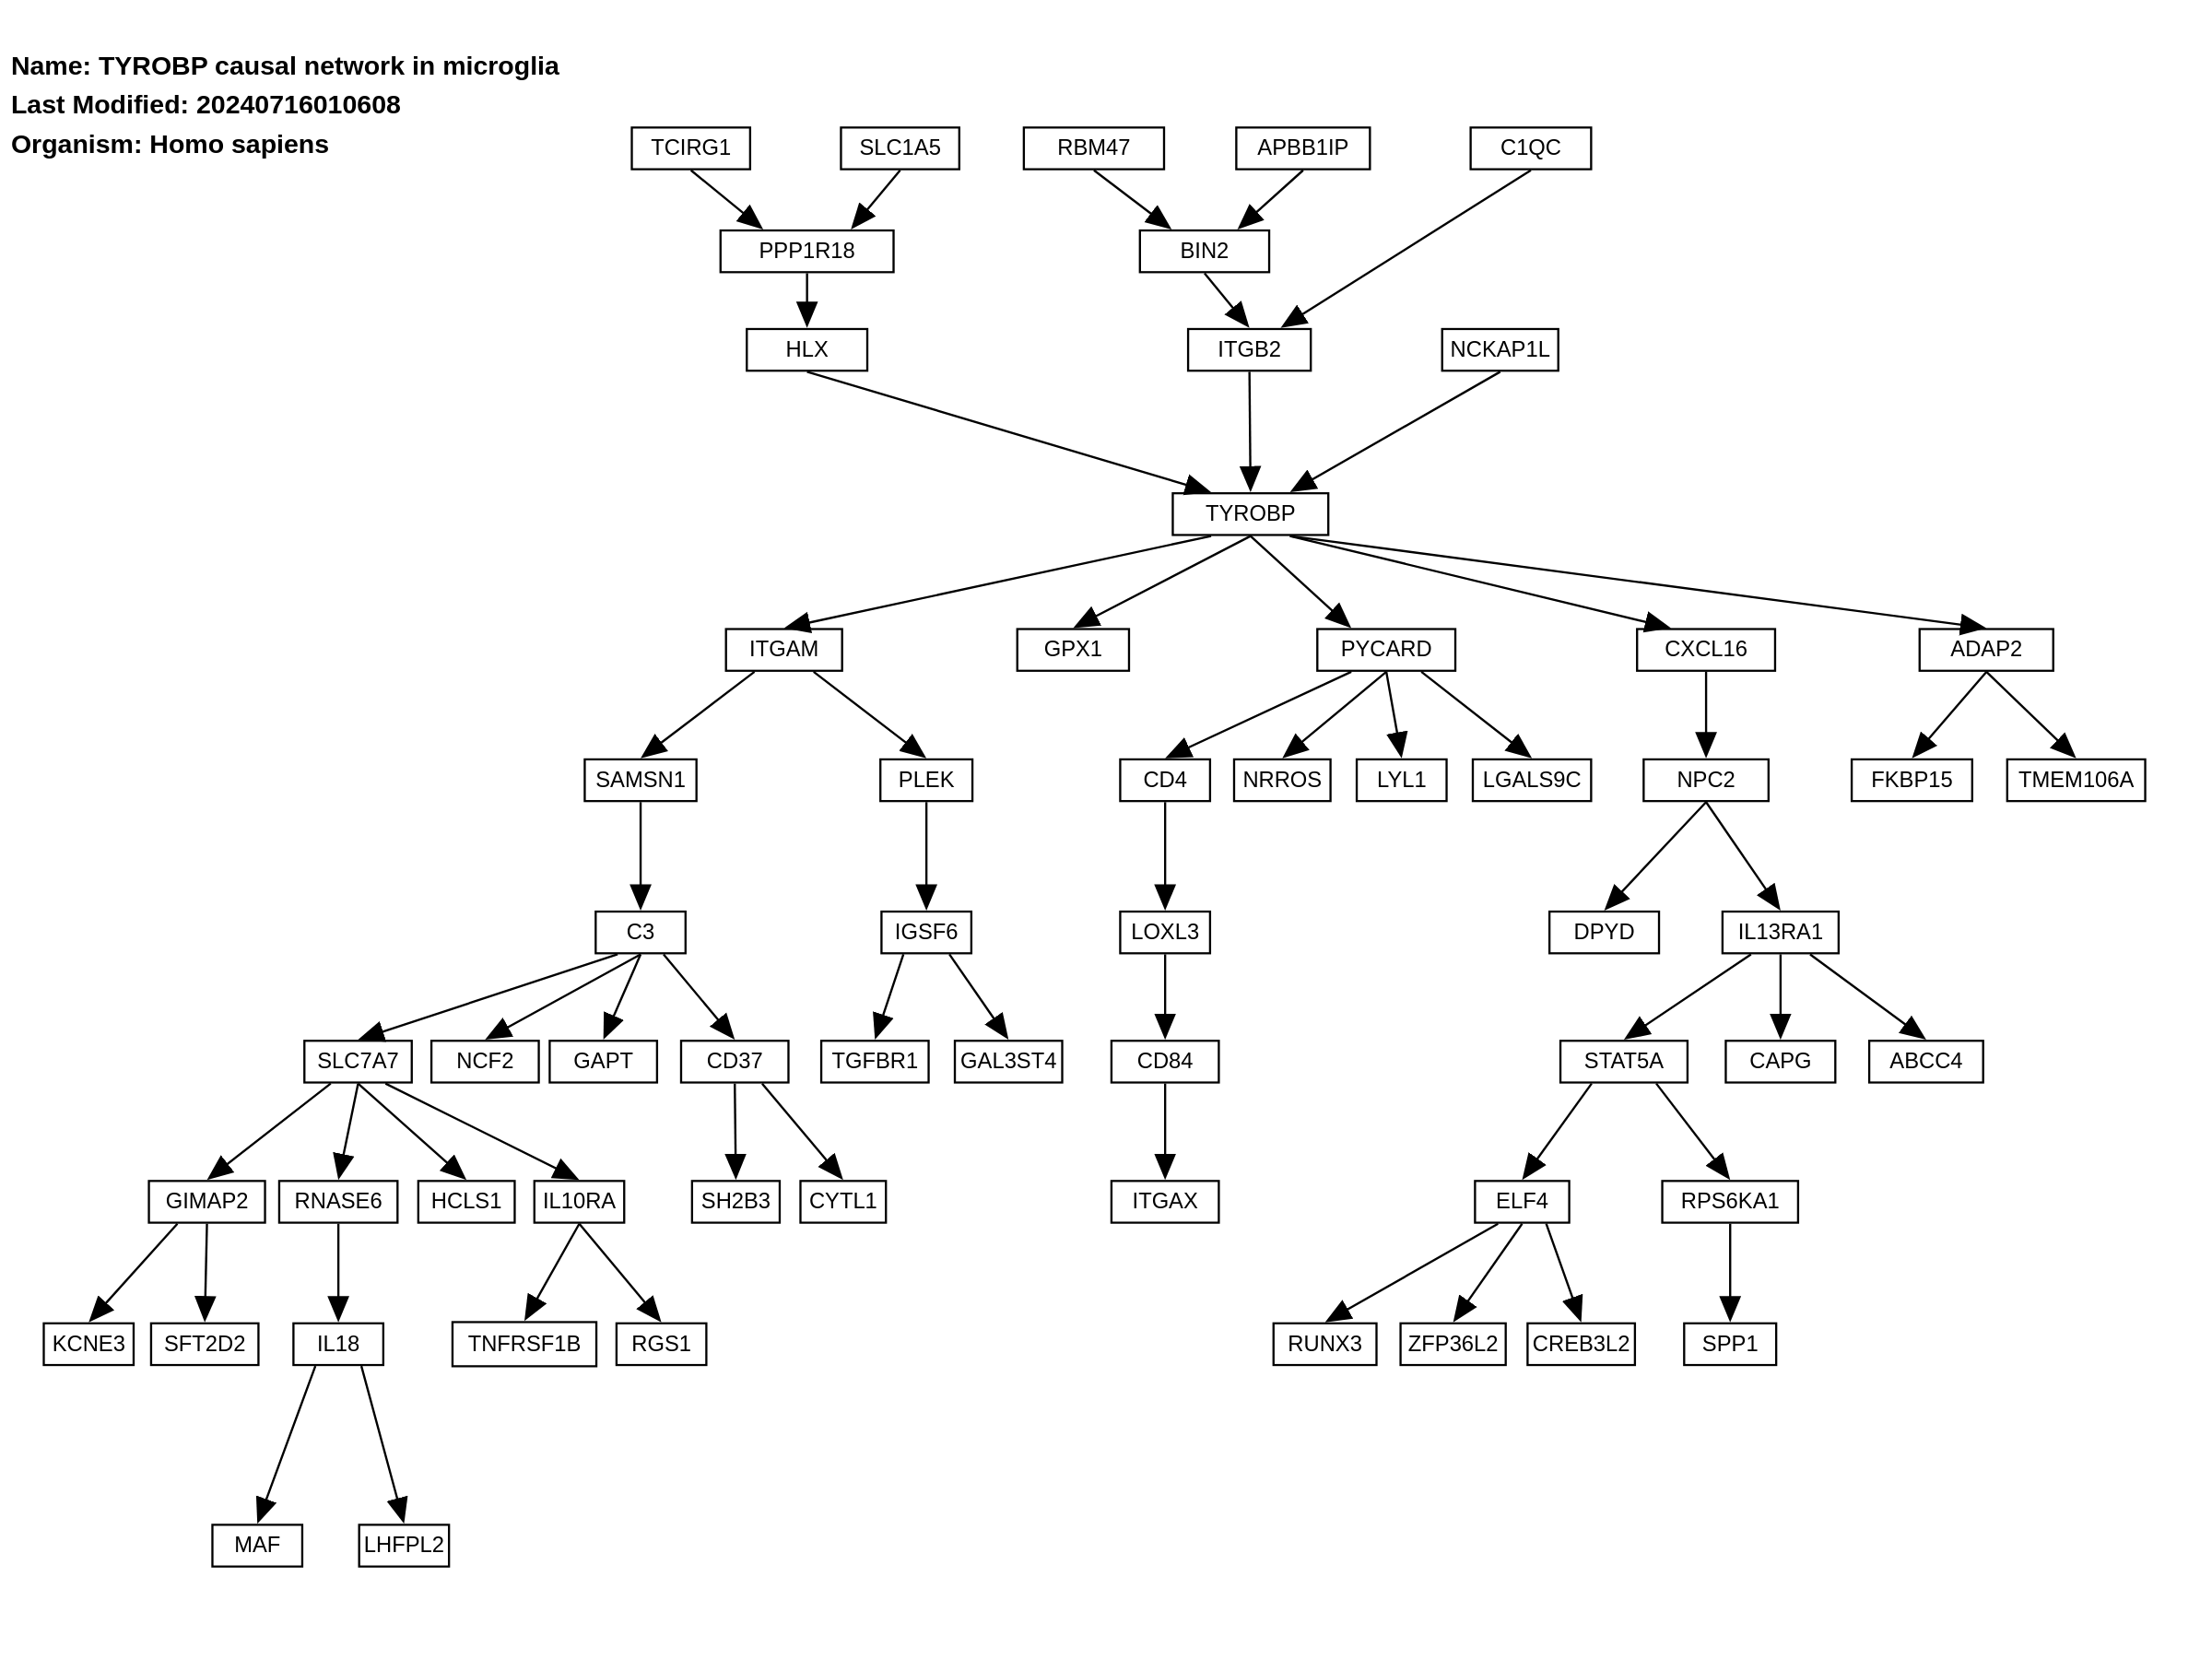 Name: TYROBP causal network in microglia
Last Modified: 20240716010608
Organism: Homo sapiens
TCIRG1 SLC1A5 RBM47 APBB1IP C1QC
PPP1R18 BIN2
HLX ITGB2 NCKAP1L
TYROBP
ITGAM GPX1 PYCARD CXCL16 ADAP2
SAMSN1 PLEK CD4 NRROS LYL1 LGALS9C NPC2 FKBP15 TMEM106A
C3 IGSF6 LOXL3 DPYD IL13RA1
SLC7A7 NCF2 GAPT CD37 TGFBR1 GAL3ST4 CD84 STAT5A CAPG ABCC4
GIMAP2 RNASE6 HCLS1 IL10RA SH2B3 CYTL1 ITGAX ELF4 RPS6KA1
KCNE3 SFT2D2 IL18 TNFRSF1B RGS1 RUNX3 ZFP36L2 CREB3L2 SPP1
MAF LHFPL2